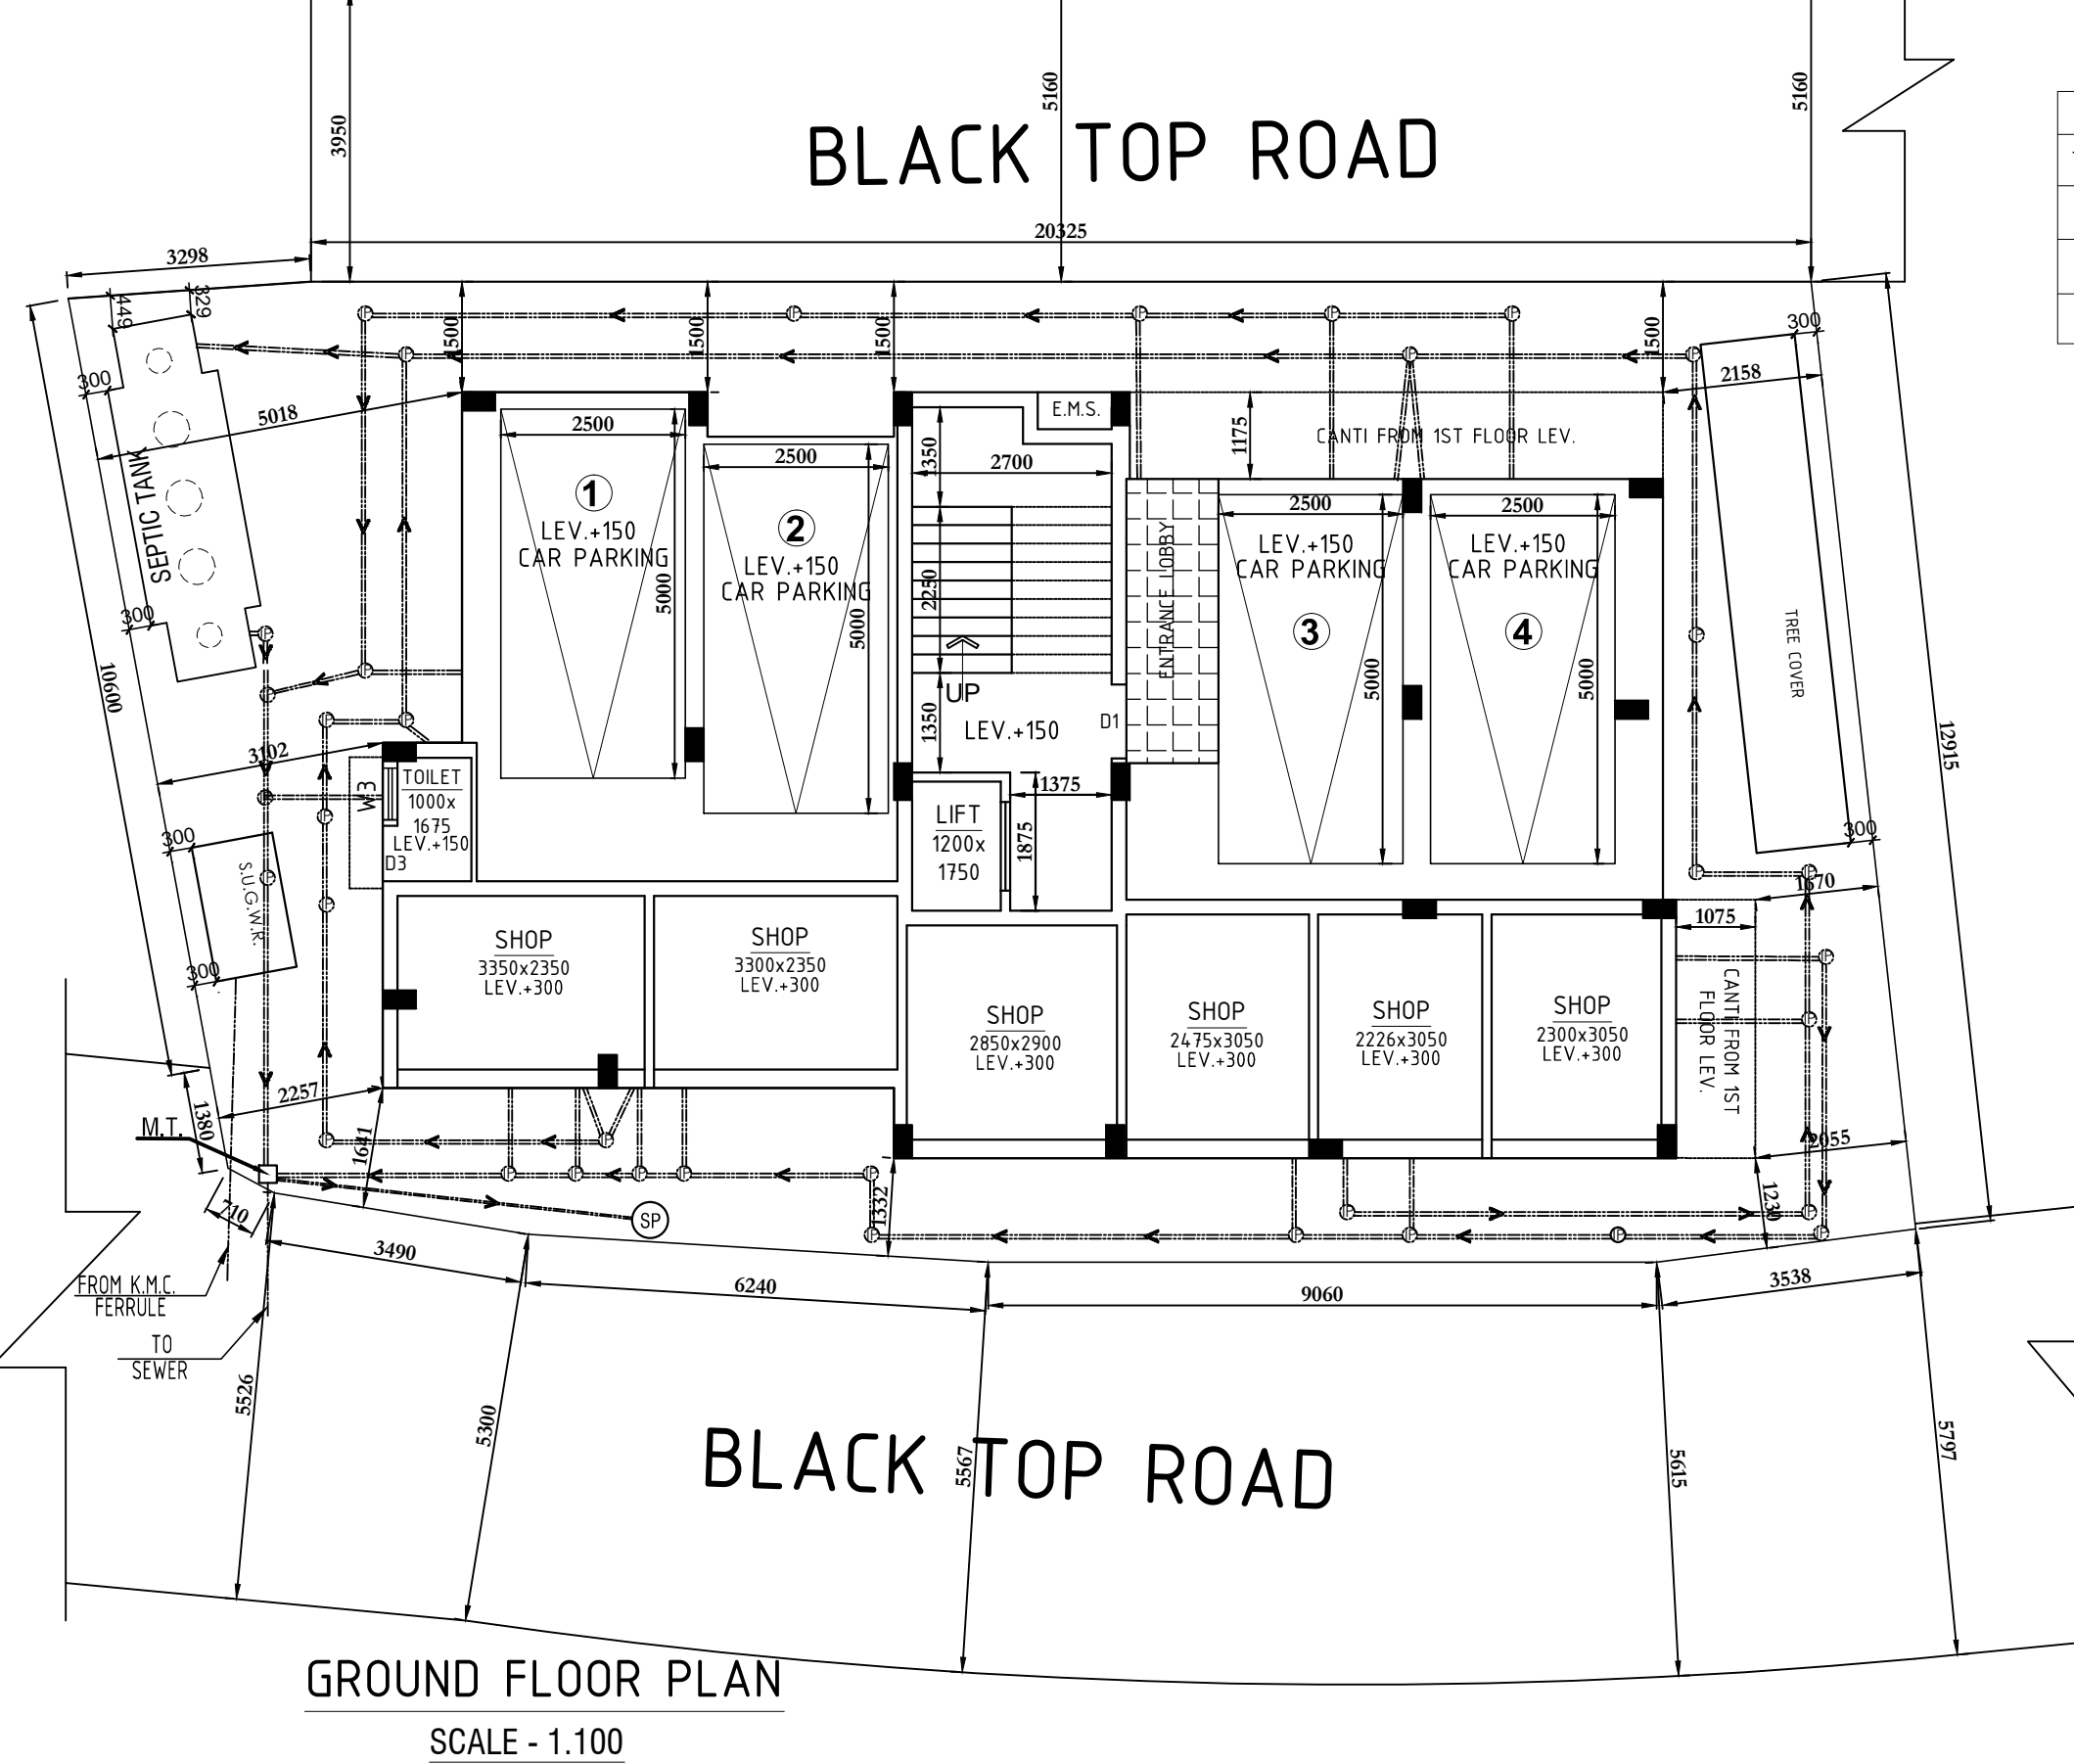 3950
5160
5160
BLACK TOP ROAD
20325
3298
449
329
1500
1500
1500
1500
300
2158
300
5018
1175
CANTI FROM 1ST FLOOR LEV.
E.M.S.
1350
2700
2500
2500
2500
2500
1
LEV.+150
CAR PARKING
5000
2
LEV.+150
CAR PARKING
5000
SEPTIC TANK
300
2250
ENTRANCE LOBBY
LEV.+150
CAR PARKING
3
5000
LEV.+150
CAR PARKING
4
5000
TREE COVER
10600
12915
UP
1350
LEV.+150
D1
3102
W3
TOILET
1000x
1675
LEV.+150
D3
LIFT
1200x
1750
1375
1875
300
300
S.U.G.W.R.
300
1670
1075
SHOP
3350x2350
LEV.+300
SHOP
3300x2350
LEV.+300
SHOP
2850x2900
LEV.+300
SHOP
2475x3050
LEV.+300
SHOP
2226x3050
LEV.+300
SHOP
2300x3050
LEV.+300
CANTI FROM 1ST
FLOOR LEV.
2257
1380
M.T.
1641
2055
1332
1230
710
SP
3490
6240
9060
3538
FROM K.M.C.
FERRULE
TO
SEWER
5526
5300
5567
5615
5797
BLACK TOP ROAD
GROUND FLOOR PLAN
SCALE - 1.100